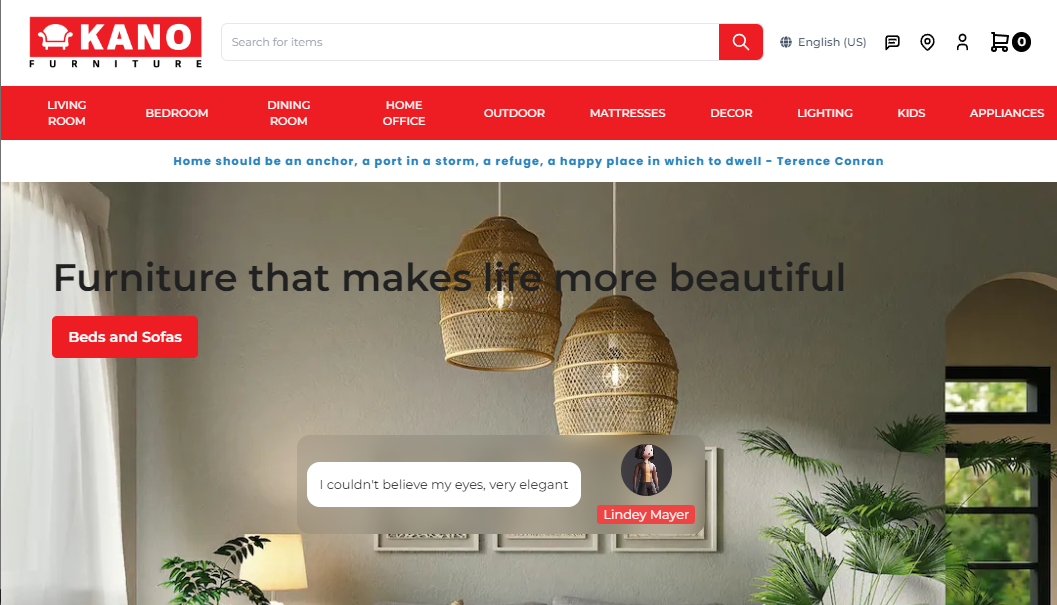 KANO
FURNITURE
Search for items
English (US)
0
LIVING
ROOM
BEDROOM
DINING
ROOM
HOME
OFFICE
OUTDOOR
MATTRESSES
DECOR
LIGHTING
KIDS
APPLIANCES
Home should be an anchor, a port in a storm, a refuge, a happy place in which to dwell - Terence Conran
Furniture that makes life more beautiful
Beds and Sofas
I couldn't believe my eyes, very elegant
Lindey Mayer